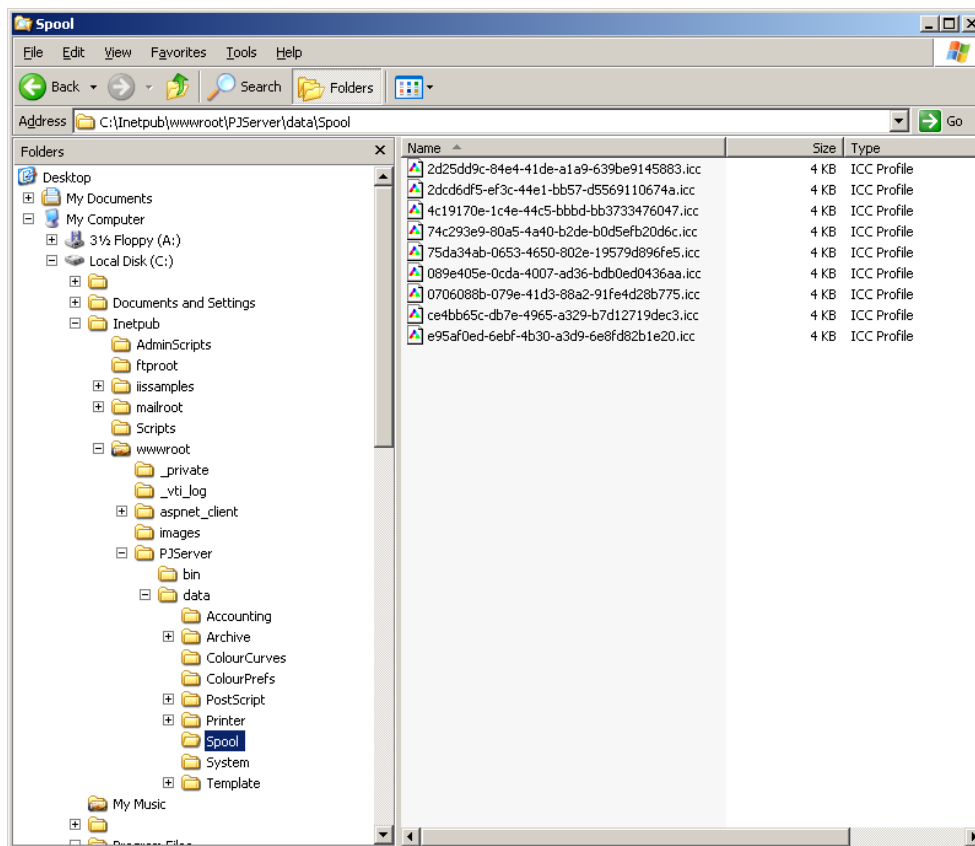 Spool
File Edit View Favorites Tools Help
Back Search Folders
Address C:\Inetpub\wwwroot\PJServer\data\Spool Go
Folders x
Name Size Type
2d25dd9c-84e4-41de-a1a9-639be9145883.icc 4 KB ICC Profile
2dcd6df5-ef3c-44e1-bb57-d5569110674a.icc 4 KB ICC Profile
4c19170e-1c4e-44c5-bbbd-bb3733476047.icc 4 KB ICC Profile
74c293e9-80a5-4a40-b2de-b0d5efb20d6c.icc 4 KB ICC Profile
75da34ab-0653-4650-802e-19579d896fe5.icc 4 KB ICC Profile
089e405e-0cda-4007-ad36-bdb0ed0436aa.icc 4 KB ICC Profile
0706088b-079e-41d3-88a2-91fe4d28b775.icc 4 KB ICC Profile
ce4bb65c-db7e-4965-a329-b7d12719dec3.icc 4 KB ICC Profile
e95af0ed-6ebf-4b30-a3d9-6e8fd82b1e20.icc 4 KB ICC Profile
Desktop
My Documents
My Computer
3½ Floppy (A:)
Local Disk (C:)
Documents and Settings
Inetpub
AdminScripts
ftproot
iissamples
mailroot
Scripts
wwwroot
_private
_vti_log
aspnet_client
images
PJServer
bin
data
Accounting
Archive
ColourCurves
ColourPrefs
PostScript
Printer
Spool
System
Template
My Music
Program Files